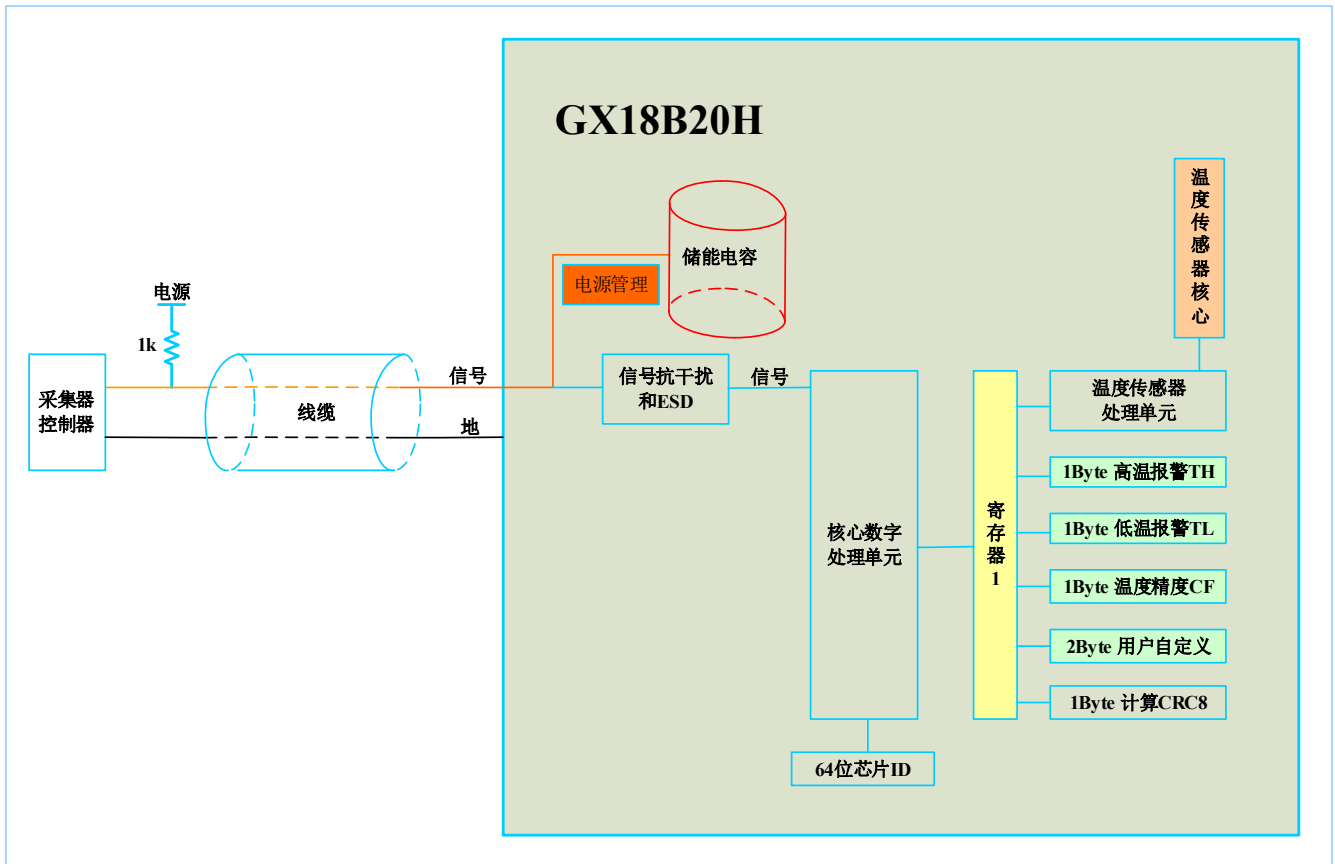 GX18B20H
温
度
传
感
器
核
心
储能电容
电源管理
电源
1k
采集器
控制器
线缆
信号
地
信号抗干扰
和ESD
信号
核心数字
处理单元
64位芯片ID
寄
存
器
1
温度传感器
处理单元
1Byte 高温报警TH
1Byte 低温报警TL
1Byte 温度精度CF
2Byte 用户自定义
1Byte 计算CRC8